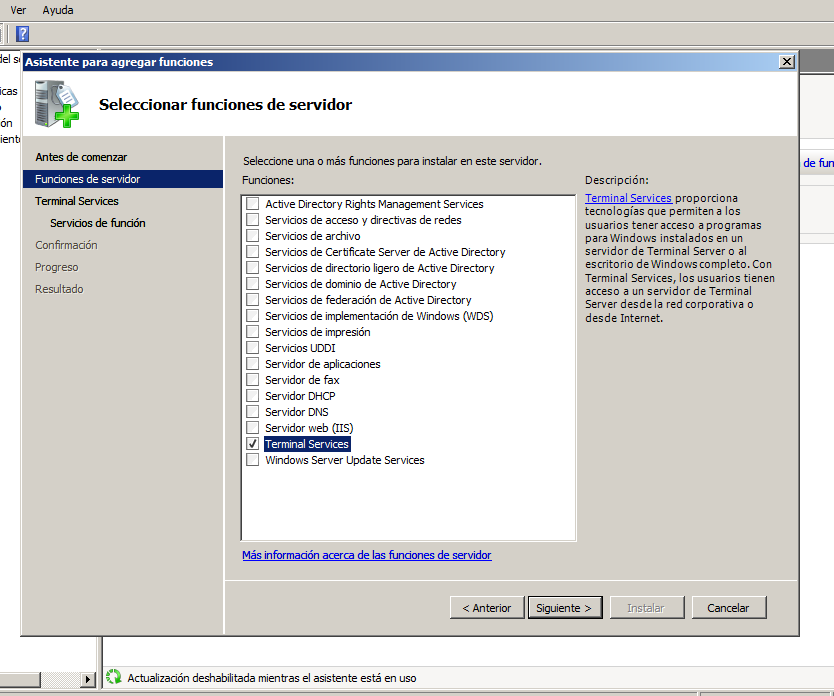 Ver Ayuda
?
del s
icas
o
ón
iento
Asistente para agregar funciones
Seleccionar funciones de servidor
Antes de comenzar
Funciones de servidor
Terminal Services
Servicios de función
Confirmación
Progreso
Resultado
Seleccione una o más funciones para instalar en este servidor.
Funciones:
Active Directory Rights Management Services
Servicios de acceso y directivas de redes
Servicios de archivo
Servicios de Certificate Server de Active Directory
Servicios de directorio ligero de Active Directory
Servicios de dominio de Active Directory
Servicios de federación de Active Directory
Servicios de implementación de Windows (WDS)
Servicios de impresión
Servicios UDDI
Servidor de aplicaciones
Servidor de fax
Servidor DHCP
Servidor DNS
Servidor web (IIS)
Terminal Services
Windows Server Update Services
Más información acerca de las funciones de servidor
Descripción:
Terminal Services proporciona
tecnologías que permiten a los
usuarios tener acceso a programas
para Windows instalados en un
servidor de Terminal Server o al
escritorio de Windows completo. Con
Terminal Services, los usuarios tienen
acceso a un servidor de Terminal
Server desde la red corporativa o
desde Internet.
de fun
< Anterior Siguiente > Instalar Cancelar
Actualización deshabilitada mientras el asistente está en uso